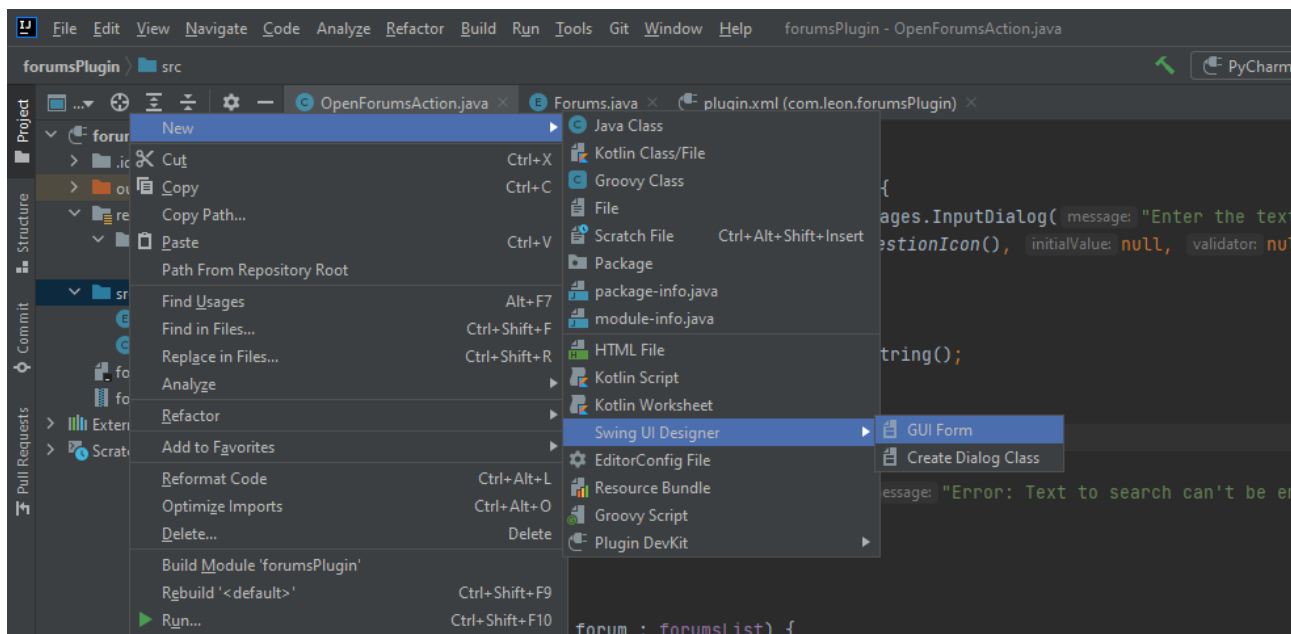 File Edit View Navigate Code Analyze Refactor Build Run Tools Git Window Help forumsPlugin - OpenForumsAction.java
forumsPlugin src PyCharm
... OpenForumsAction.java Forums.java plugin.xml (com.leon.forumsPlugin)
Project
Structure
Commit
Pull Requests
New
Cut Ctrl+X
Copy Ctrl+C
Copy Path...
Paste Ctrl+V
Path From Repository Root
Find Usages Alt+F7
Find in Files... Ctrl+Shift+F
Replace in Files... Ctrl+Shift+R
Analyze
Refactor
Add to Favorites
Reformat Code Ctrl+Alt+L
Optimize Imports Ctrl+Alt+O
Delete... Delete
Build Module 'forumsPlugin'
Rebuild '<default>' Ctrl+Shift+F9
Run... Ctrl+Shift+F10
Java Class
Kotlin Class/File
Groovy Class
File
Scratch File Ctrl+Alt+Shift+Insert
Package
package-info.java
module-info.java
HTML File
Kotlin Script
Kotlin Worksheet
Swing UI Designer
EditorConfig File
Resource Bundle
Groovy Script
Plugin DevKit
GUI Form
Create Dialog Class
{
ages.InputDialog( message: "Enter the text
estionIcon(), initialValue: null, validator: nu
tring();
essage: "Error: Text to search can't be e
forum : forumsList) {